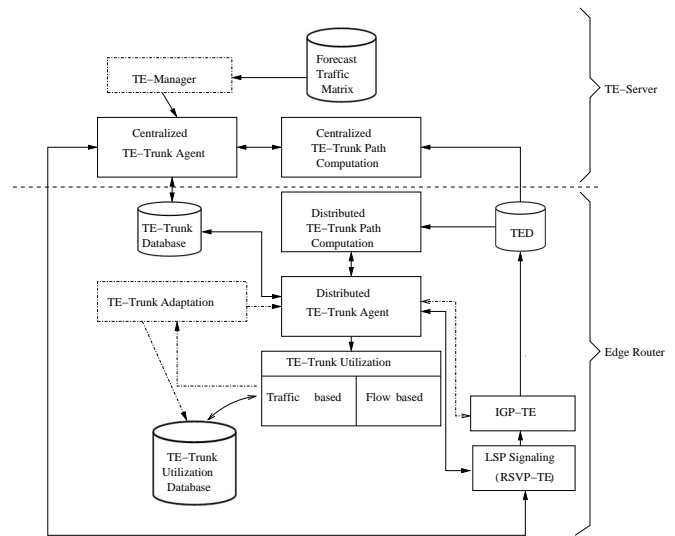 Forecast
Traffic
Matrix
TE−Manager
TE−Server
Centralized
TE−Trunk Agent
Centralized
TE−Trunk Path
Computation
TE−Trunk
Database
Distributed
TE−Trunk Path
Computation
TED
TE−Trunk Adaptation
Distributed
TE−Trunk Agent
Edge Router
TE−Trunk Utilization
Traffic based
Flow based
IGP−TE
TE−Trunk
Utilization
Database
LSP Signaling
(RSVP−TE)